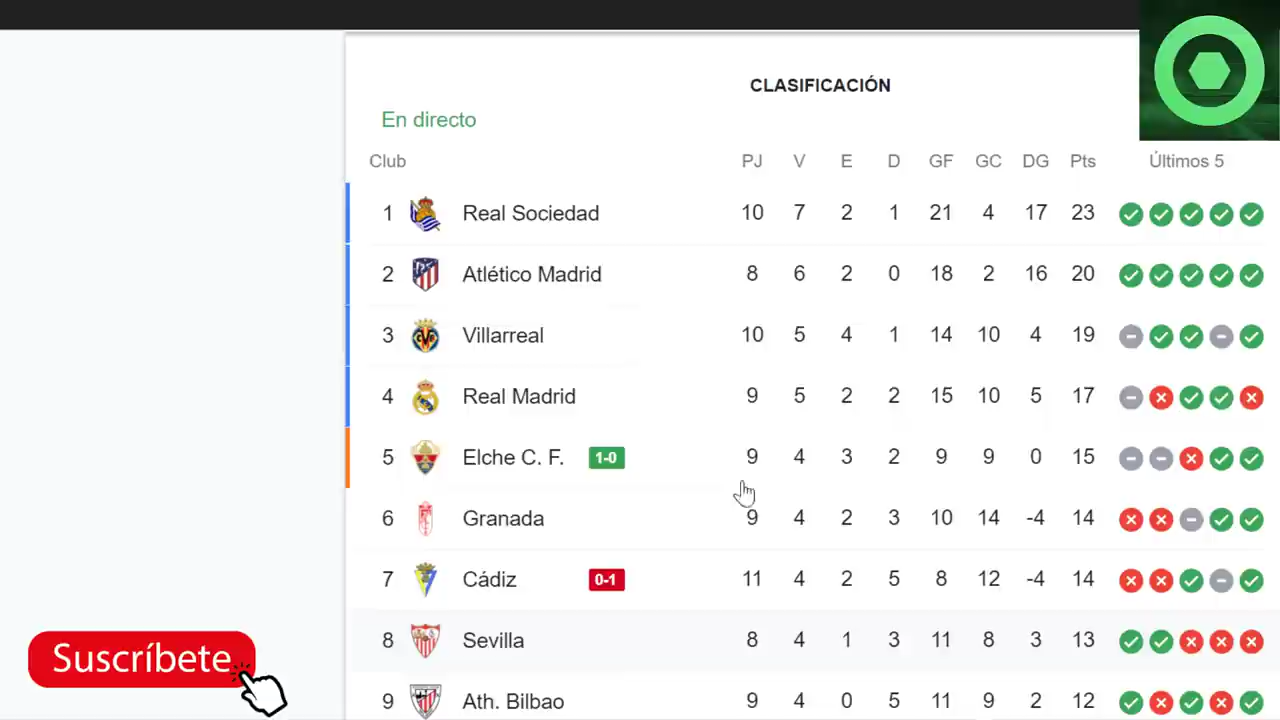 CLASIFICACIÓN
En directo
Club PJ V E D GF GC DG Pts Últimos 5
1 Real Sociedad 10 7 2 1 21 4 17 23
2 Atlético Madrid 8 6 2 0 18 2 16 20
3 Villarreal 10 5 4 1 14 10 4 19
4 Real Madrid 9 5 2 2 15 10 5 17
5 Elche C. F. 1-0 9 4 3 2 9 9 0 15
6 Granada 9 4 2 3 10 14 -4 14
7 Cádiz 0-1 11 4 2 5 8 12 -4 14
8 Sevilla 8 4 1 3 11 8 3 13
9 Ath. Bilbao 9 4 0 5 11 9 2 12
Suscríbete